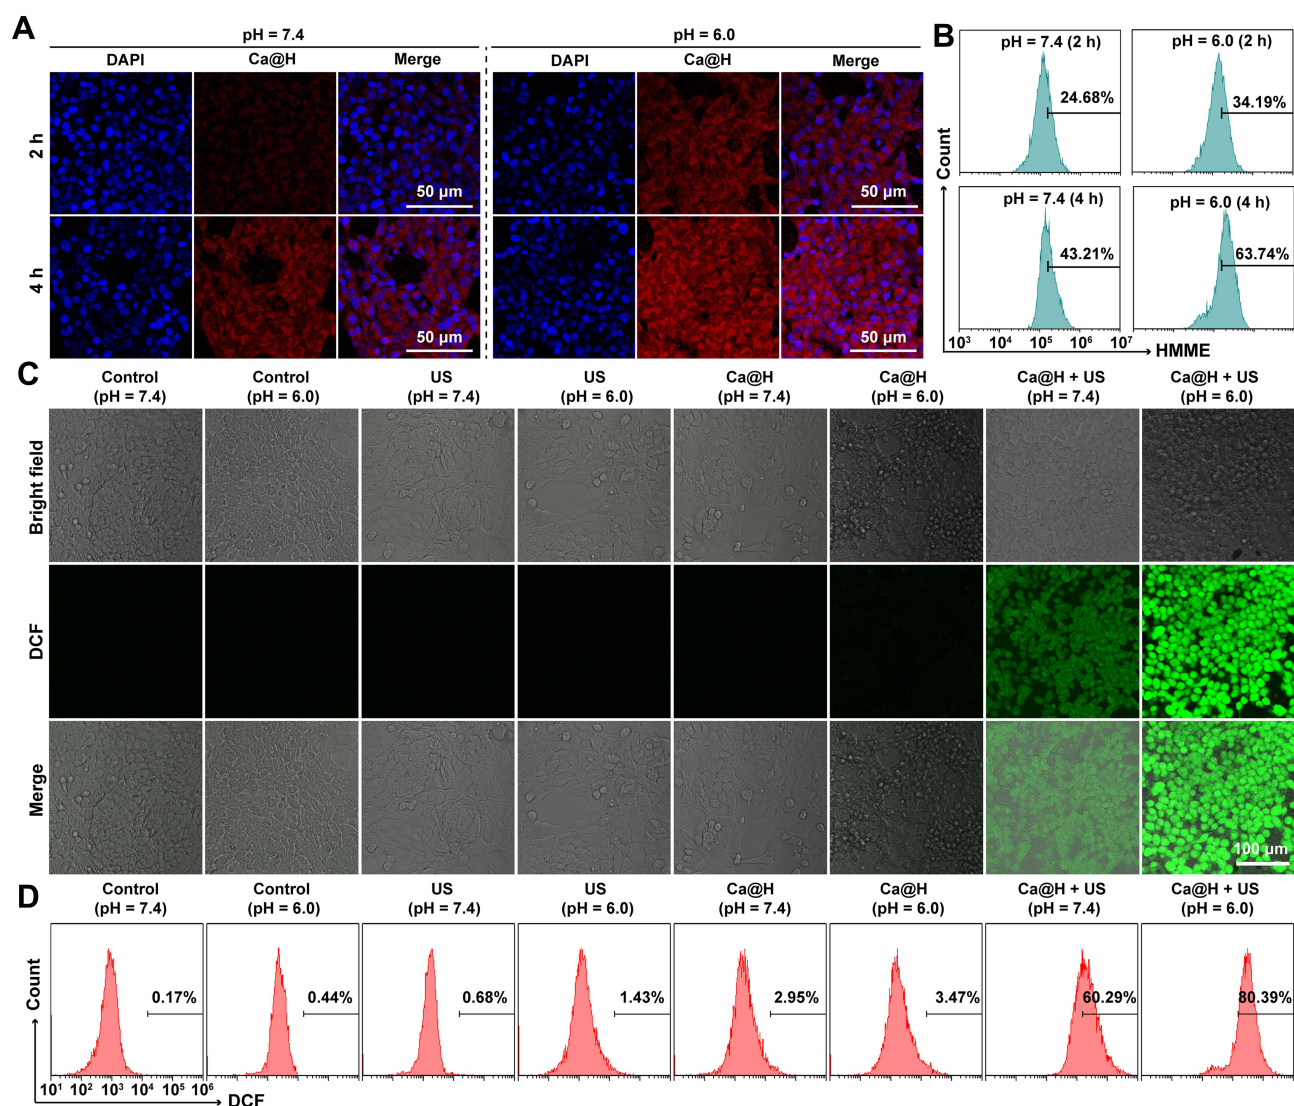 A
pH = 7.4
pH = 6.0
DAPI
Ca@H
Merge
DAPI
Ca@H
Merge
2 h
50 µm
50 µm
4 h
50 µm
50 µm
B
pH = 7.4 (2 h)
24.68%
pH = 6.0 (2 h)
34.19%
pH = 7.4 (4 h)
43.21%
pH = 6.0 (4 h)
63.74%
Count
10³ 10⁴ 10⁵ 10⁶ 10⁷
HMME
C
Control
(pH = 7.4)
Control
(pH = 6.0)
US
(pH = 7.4)
US
(pH = 6.0)
Ca@H
(pH = 7.4)
Ca@H
(pH = 6.0)
Ca@H + US
(pH = 7.4)
Ca@H + US
(pH = 6.0)
Bright field
DCF
Merge
100 µm
D
Control
(pH = 7.4)
Control
(pH = 6.0)
US
(pH = 7.4)
US
(pH = 6.0)
Ca@H
(pH = 7.4)
Ca@H
(pH = 6.0)
Ca@H + US
(pH = 7.4)
Ca@H + US
(pH = 6.0)
Count
0.17%
0.44%
0.68%
1.43%
2.95%
3.47%
60.29%
80.39%
10¹ 10² 10³ 10⁴ 10⁵ 10⁶
DCF